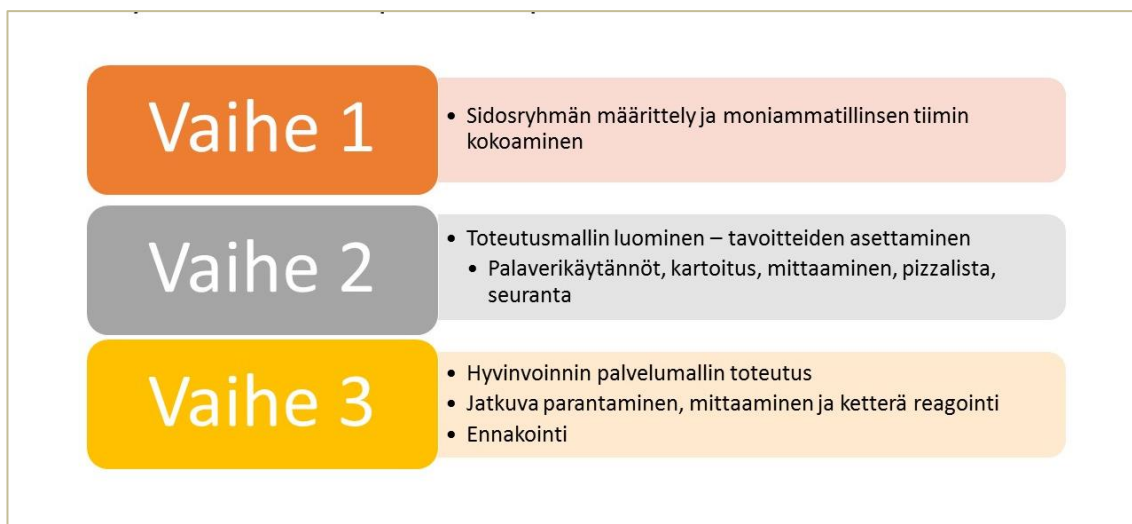 Vaihe 1
• Sidosryhmän määrittely ja moniammatillinsen tiimin
kokoaminen
Vaihe 2
• Toteutusmallin luominen – tavoitteiden asettaminen
• Palaverikäytännöt, kartoitus, mittaaminen, pizzalista,
seuranta
Vaihe 3
• Hyvinvoinnin palvelumallin toteutus
• Jatkuva parantaminen, mittaaminen ja ketterä reagointi
• Ennakointi